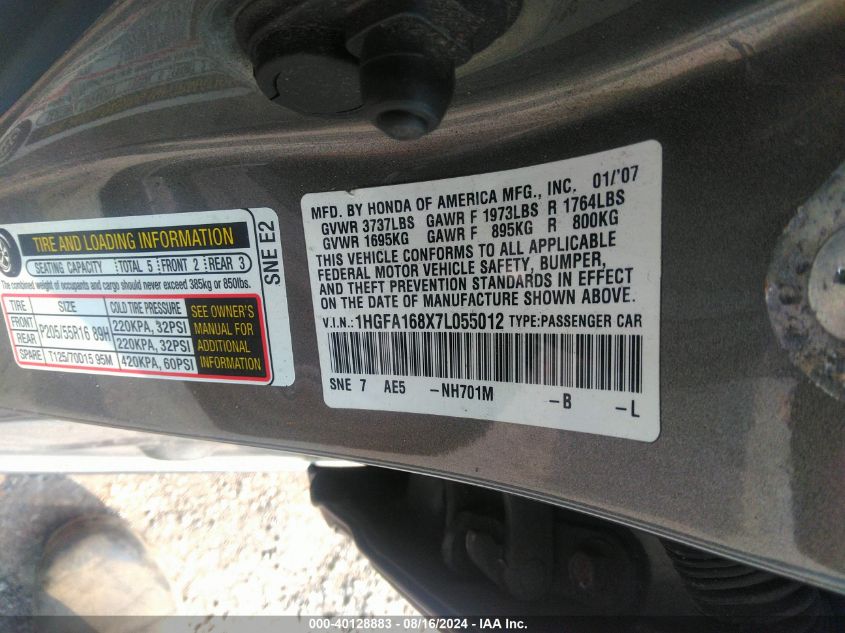 TIRE AND LOADING INFORMATION
SEATING CAPACITY TOTAL 5 FRONT 2 REAR 3
The combined weight of occupants and cargo should never exceed 385kg or 850lbs.
TIRE SIZE COLD TIRE PRESSURE
FRONT 220KPA, 32PSI
P205/55R16 89H
REAR 220KPA, 32PSI
SPARE T125/70D15 95M 420KPA, 60PSI
SEE OWNER'S
MANUAL FOR
ADDITIONAL
INFORMATION
SNE E2
MFD. BY HONDA OF AMERICA MFG., INC. 01/'07
GVWR 3737LBS GAWR F 1973LBS R 1764LBS
GVWR 1695KG GAWR F 895KG R 800KG
THIS VEHICLE CONFORMS TO ALL APPLICABLE
FEDERAL MOTOR VEHICLE SAFETY, BUMPER,
AND THEFT PREVENTION STANDARDS IN EFFECT
ON THE DATE OF MANUFACTURE SHOWN ABOVE.
V.I.N.: 1HGFA168X7L055012 TYPE: PASSENGER CAR
SNE 7 AE5 -NH701M -B -L
000-40128883 - 08/16/2024 - IAA Inc.